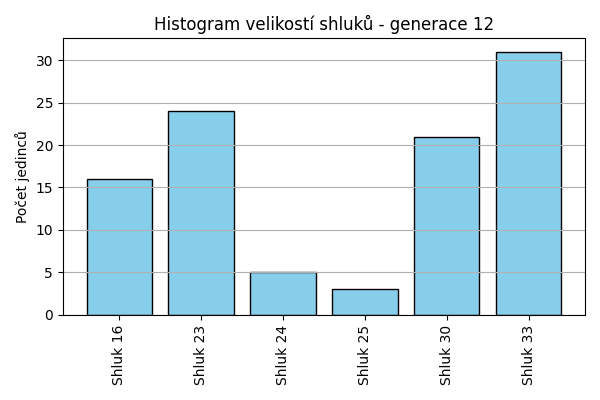 Histogram velikostí shluků - generace 12
Počet jedinců
30
25
20
15
10
5
0
Shluk 16
Shluk 23
Shluk 24
Shluk 25
Shluk 30
Shluk 33